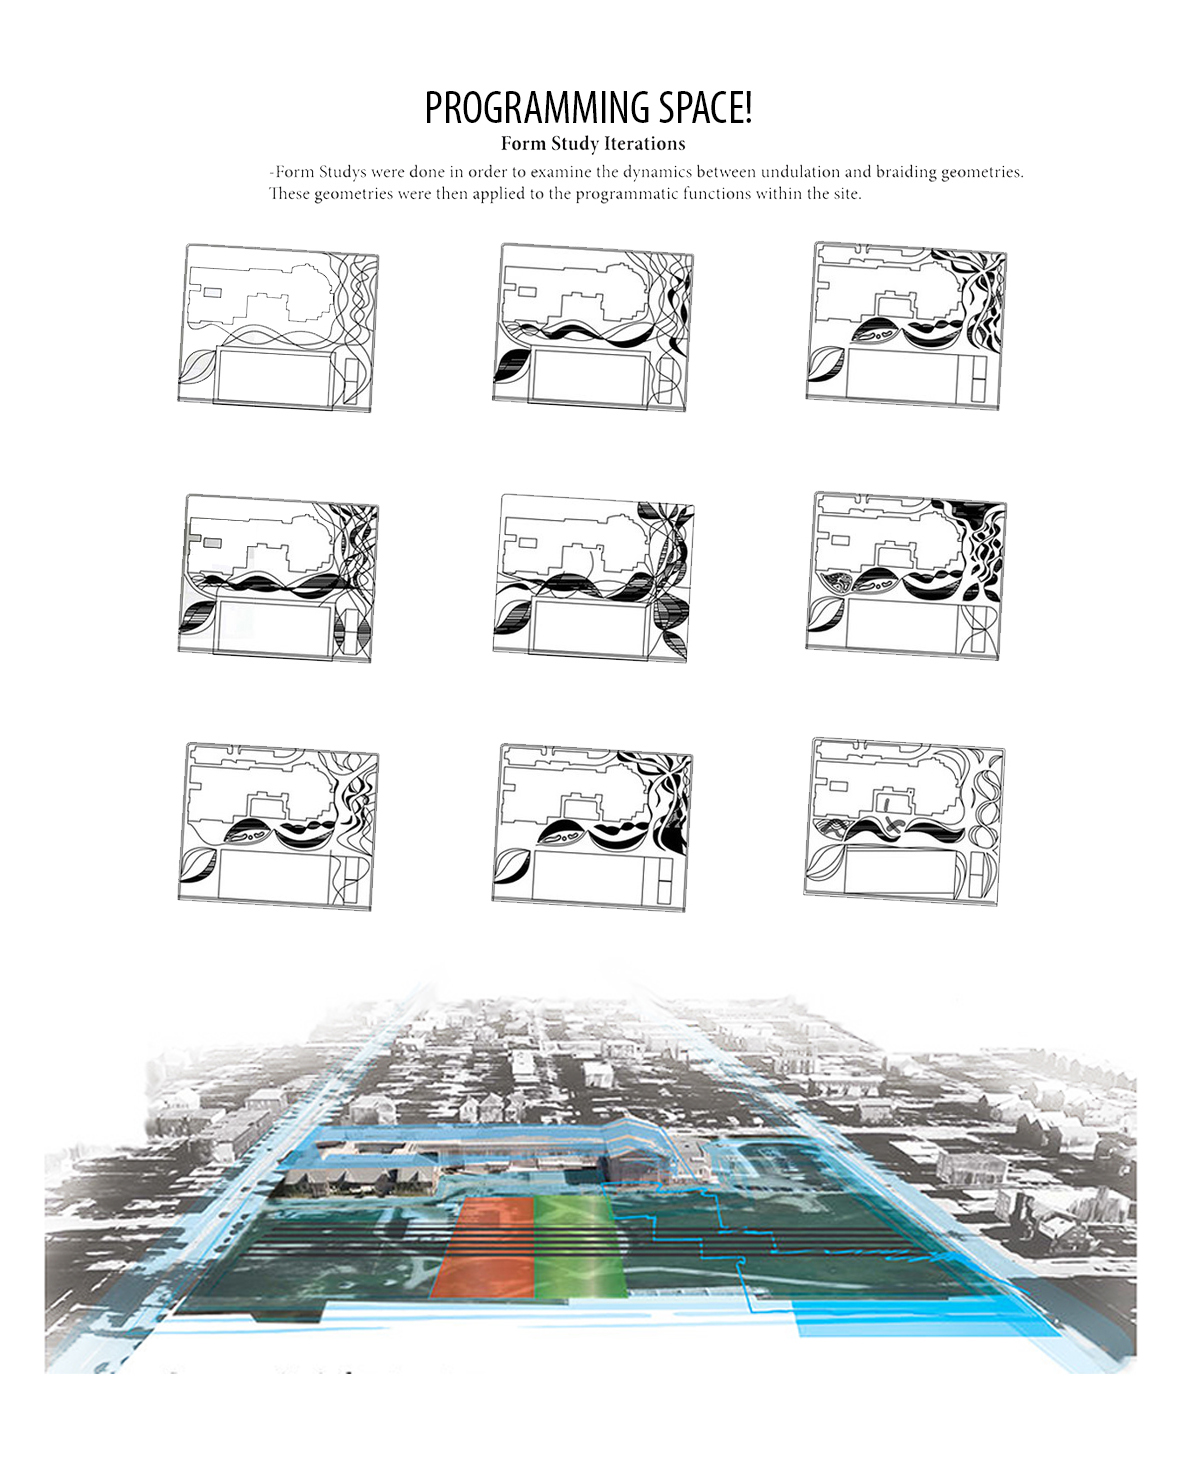 PROGRAMMING SPACE!
Form Study Iterations
-Form Studys were done in order to examine the dynamics between undulation and braiding geometries.
These geometries were then applied to the programmatic functions within the site.